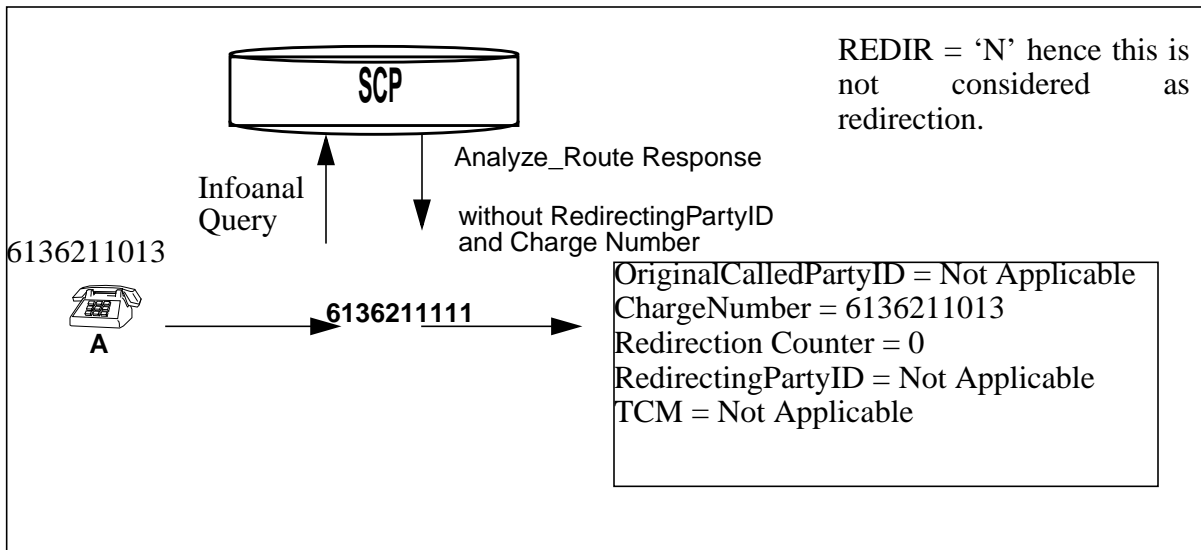 REDIR = ‘N’ hence this is
not considered as
redirection.
SCP
Analyze_Route Response
Infoanal
Query
without RedirectingPartyID
and Charge Number
6136211013
A
6136211111
OriginalCalledPartyID = Not Applicable
ChargeNumber = 6136211013
Redirection Counter = 0
RedirectingPartyID = Not Applicable
TCM = Not Applicable